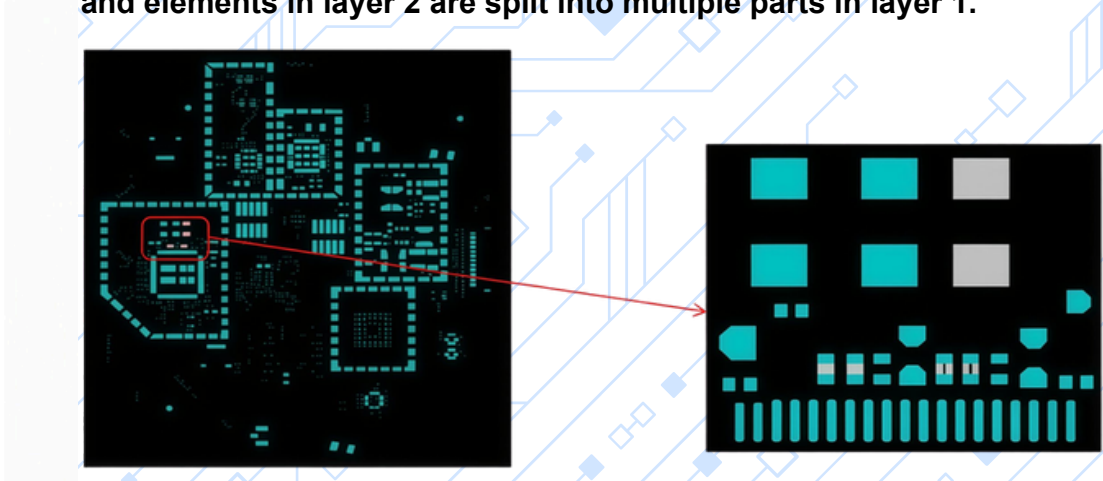 and elements in layer 2 are split into multiple parts in layer 1.